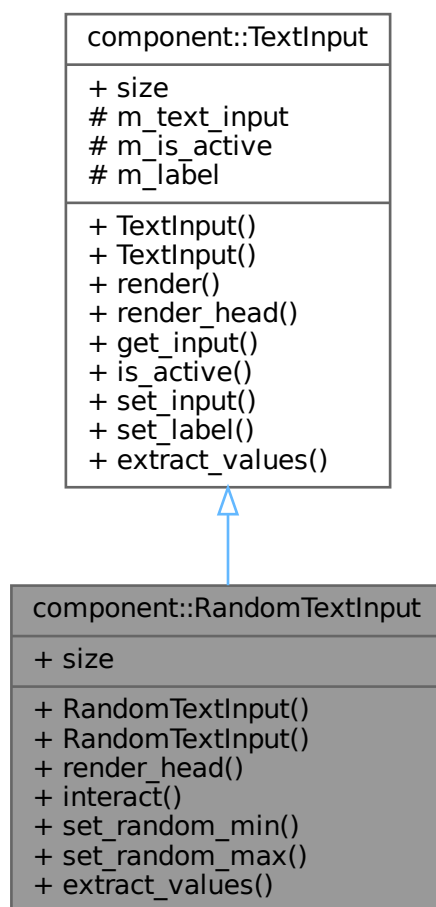 component::TextInput
+ size
# m_text_input
# m_is_active
# m_label
+ TextInput()
+ TextInput()
+ render()
+ render_head()
+ get_input()
+ is_active()
+ set_input()
+ set_label()
+ extract_values()
component::RandomTextInput
+ size
+ RandomTextInput()
+ RandomTextInput()
+ render_head()
+ interact()
+ set_random_min()
+ set_random_max()
+ extract_values()